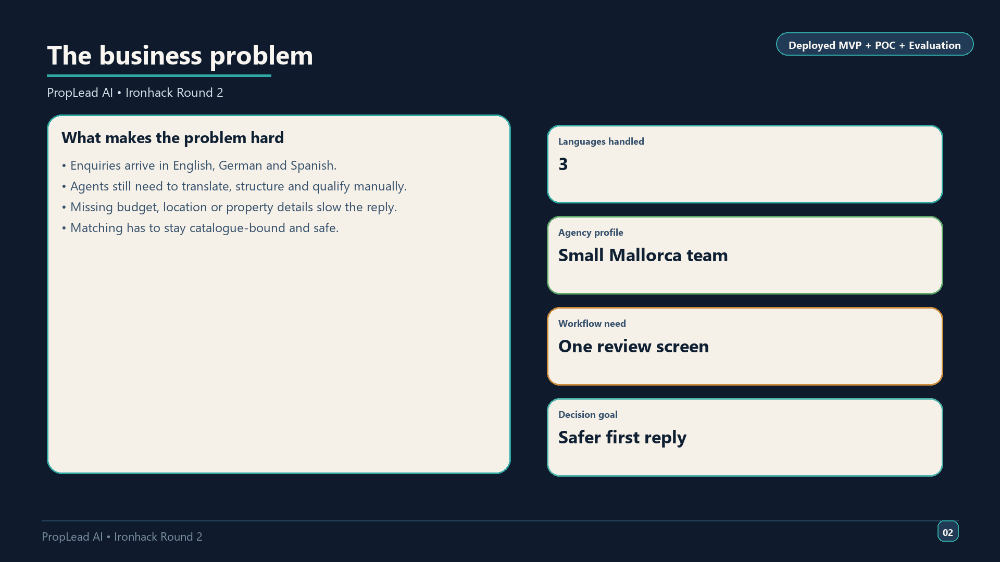 The business problem
Deployed MVP + POC + Evaluation
PropLead AI • Ironhack Round 2
What makes the problem hard
• Enquiries arrive in English, German and Spanish.
• Agents still need to translate, structure and qualify manually.
• Missing budget, location or property details slow the reply.
• Matching has to stay catalogue-bound and safe.
Languages handled
3
Agency profile
Small Mallorca team
Workflow need
One review screen
Decision goal
Safer first reply
PropLead AI • Ironhack Round 2
02